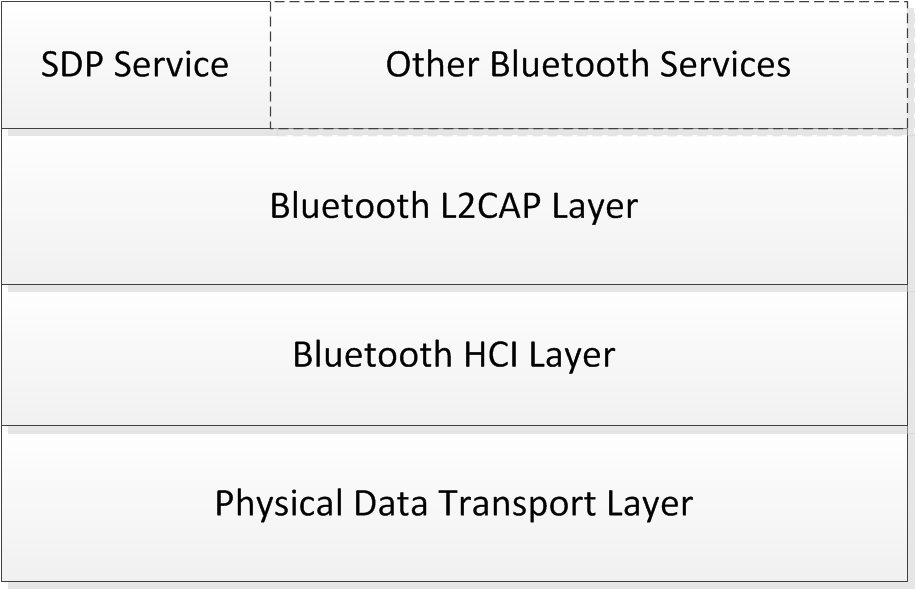 SDP Service
Other Bluetooth Services
Bluetooth L2CAP Layer
Bluetooth HCI Layer
Physical Data Transport Layer